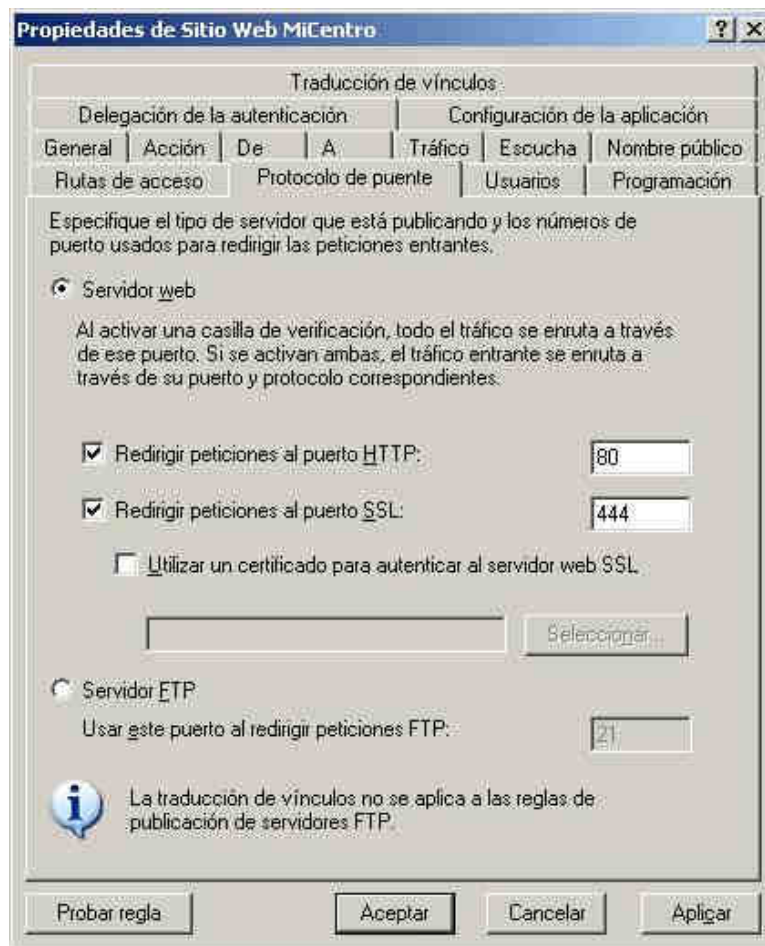 Propiedades de Sitio Web MiCentro
Traducción de vínculos
Delegación de la autenticación Configuración de la aplicación
General Acción De A Tráfico Escucha Nombre público
Rutas de acceso Protocolo de puente Usuarios Programación
Especifique el tipo de servidor que está publicando y los números de
puerto usados para redirigir las peticiones entrantes.
Servidor web
Al activar una casilla de verificación, todo el tráfico se enruta a través
de ese puerto. Si se activan ambas, el tráfico entrante se enruta a
través de su puerto y protocolo correspondientes.
Redirigir peticiones al puerto HTTP: 80
Redirigir peticiones al puerto SSL: 444
Utilizar un certificado para autenticar al servidor web SSL
Seleccionar...
Servidor FTP
Usar este puerto al redirigir peticiones FTP: 21
La traducción de vínculos no se aplica a las reglas de
publicación de servidores FTP.
Probar regla Aceptar Cancelar Aplicar